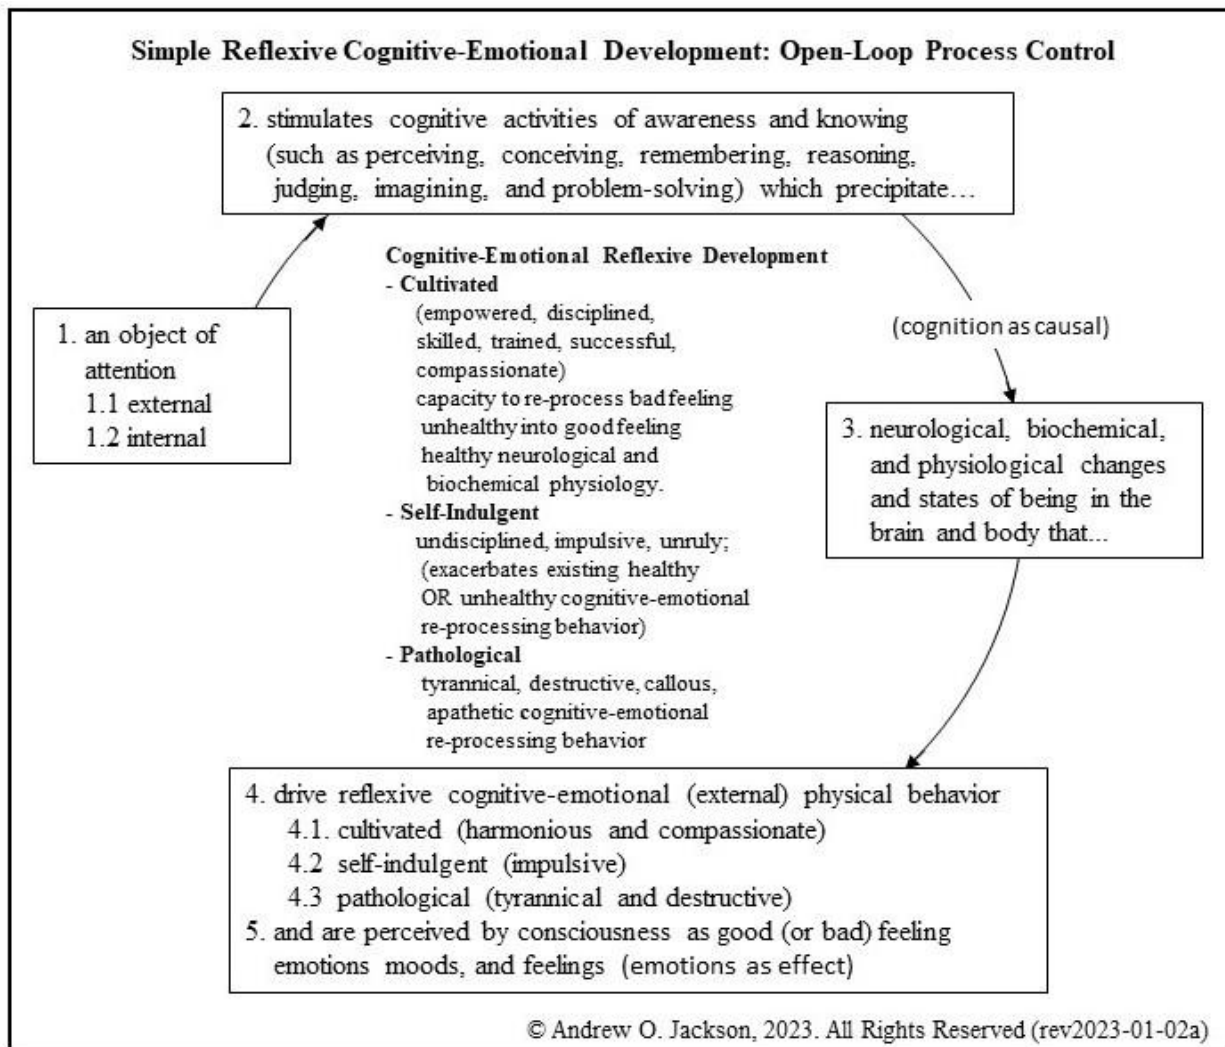 Simple Reflexive Cognitive-Emotional Development: Open-Loop Process Control
2. stimulates cognitive activities of awareness and knowing
(such as perceiving, conceiving, remembering, reasoning,
judging, imagining, and problem-solving) which precipitate…
1. an object of
attention
1.1 external
1.2 internal
Cognitive-Emotional Reflexive Development
- Cultivated
(empowered, disciplined,
skilled, trained, successful,
compassionate)
capacity to re-process bad feeling
unhealthy into good feeling
healthy neurological and
biochemical physiology.
- Self-Indulgent
undisciplined, impulsive, unruly;
(exacerbates existing healthy
OR unhealthy cognitive-emotional
re-processing behavior)
- Pathological
tyrannical, destructive, callous,
apathetic cognitive-emotional
re-processing behavior
(cognition as causal)
3. neurological, biochemical,
and physiological changes
and states of being in the
brain and body that...
4. drive reflexive cognitive-emotional (external) physical behavior
4.1. cultivated (harmonious and compassionate)
4.2 self-indulgent (impulsive)
4.3 pathological (tyrannical and destructive)
5. and are perceived by consciousness as good (or bad) feeling
emotions moods, and feelings (emotions as effect)
© Andrew O. Jackson, 2023. All Rights Reserved (rev2023-01-02a)